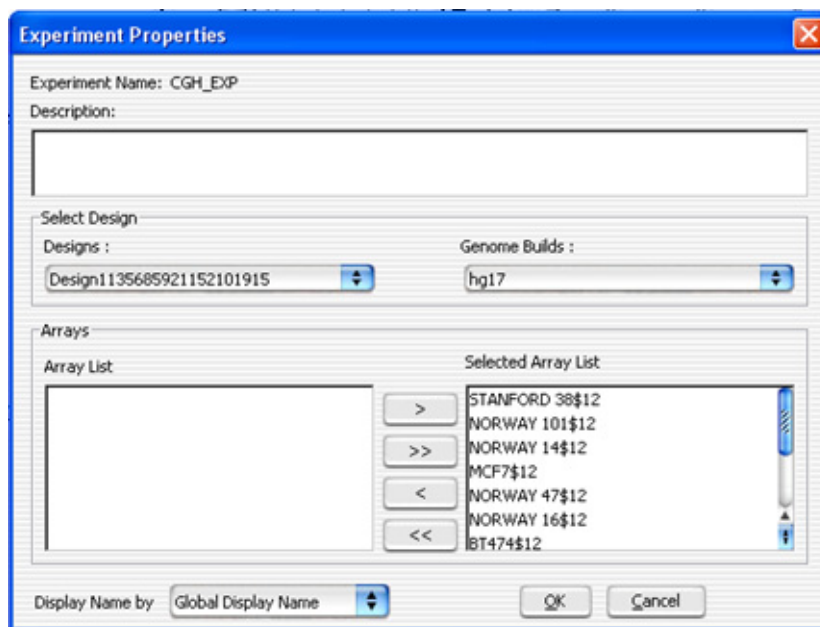 Experiment Properties
Experiment Name: CGH_EXP
Description:
Select Design
Designs :
Genome Builds :
Design1135685921152101915
hg17
Arrays
Array List
Selected Array List
>
>>
<
<<
STANFORD 38$12
NORWAY 101$12
NORWAY 14$12
MCF7$12
NORWAY 47$12
NORWAY 16$12
BT474$12
Display Name by
Global Display Name
OK
Cancel